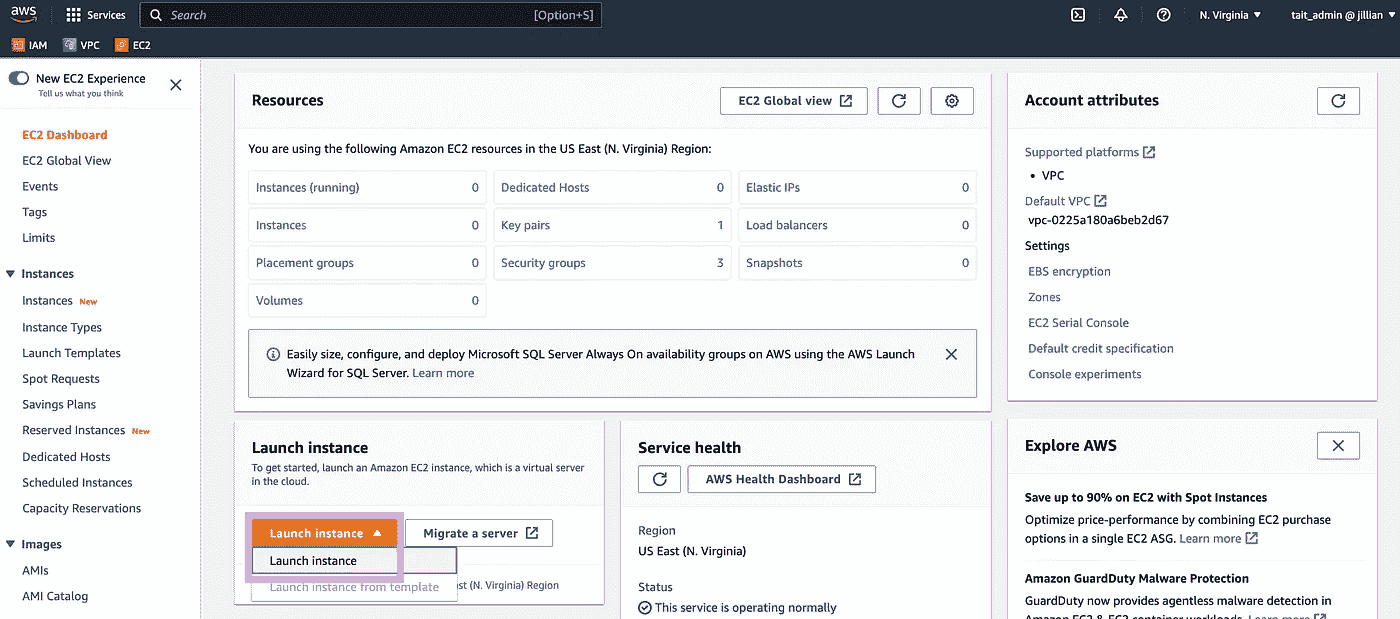 aws
Services
Search
[Option+S]
N. Virginia
tait_admin @ jillian
IAM
VPC
EC2
New EC2 Experience
Tell us what you think
EC2 Dashboard
EC2 Global View
Events
Tags
Limits
Instances
Instances New
Instance Types
Launch Templates
Spot Requests
Savings Plans
Reserved Instances New
Dedicated Hosts
Scheduled Instances
Capacity Reservations
Images
AMIs
AMI Catalog
Resources
EC2 Global view
You are using the following Amazon EC2 resources in the US East (N. Virginia) Region:
Instances (running) 0
Dedicated Hosts 0
Elastic IPs 0
Instances 0
Key pairs 1
Load balancers 0
Placement groups 0
Security groups 3
Snapshots 0
Volumes 0
Easily size, configure, and deploy Microsoft SQL Server Always On availability groups on AWS using the AWS Launch
Wizard for SQL Server. Learn more
Launch instance
To get started, launch an Amazon EC2 instance, which is a virtual server
in the cloud.
Launch instance
Migrate a server
Launch instance
Launch instance from template
st (N. Virginia) Region
Service health
AWS Health Dashboard
Region
US East (N. Virginia)
Status
This service is operating normally
Account attributes
Supported platforms
• VPC
Default VPC
vpc-0225a180a6beb2d67
Settings
EBS encryption
Zones
EC2 Serial Console
Default credit specification
Console experiments
Explore AWS
Save up to 90% on EC2 with Spot Instances
Optimize price-performance by combining EC2 purchase
options in a single EC2 ASG. Learn more
Amazon GuardDuty Malware Protection
GuardDuty now provides agentless malware detection in
Amazon EC2 & EC2 container workloads. Learn more